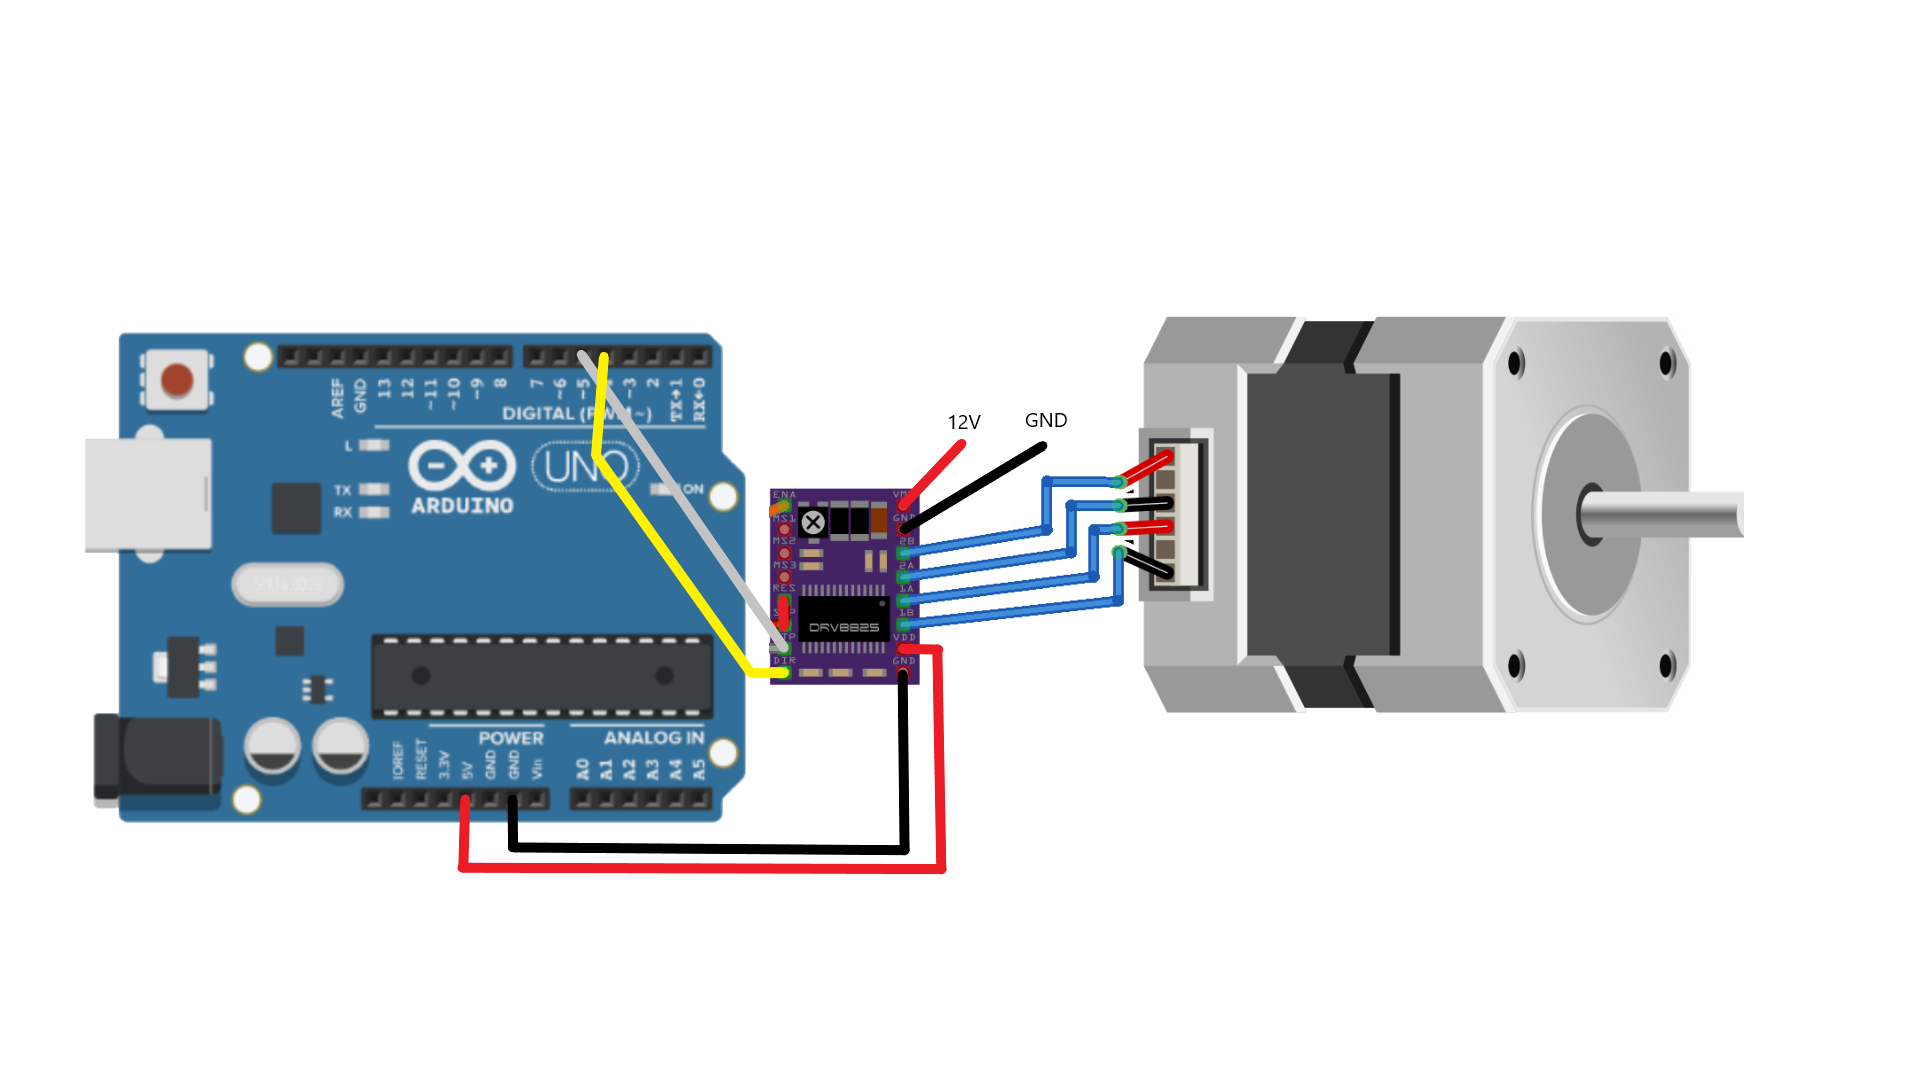 AREF
GND
13
12
~11
~10
~9
8
7
~6
~5
~3
2
TX→1
RX←0
DIGITAL (PWM~)
L
TX
RX
UNO
ON
ARDUINO
12V
GND
ENA
MS1
MS2
MS3
RES
DIR
GND
2B
2A
1A
1B
VDD
GND
DRV8825
POWER
ANALOG IN
IOREF
RESET
3.3V
5V
GND
GND
Vin
A0
A1
A2
A3
A4
A5